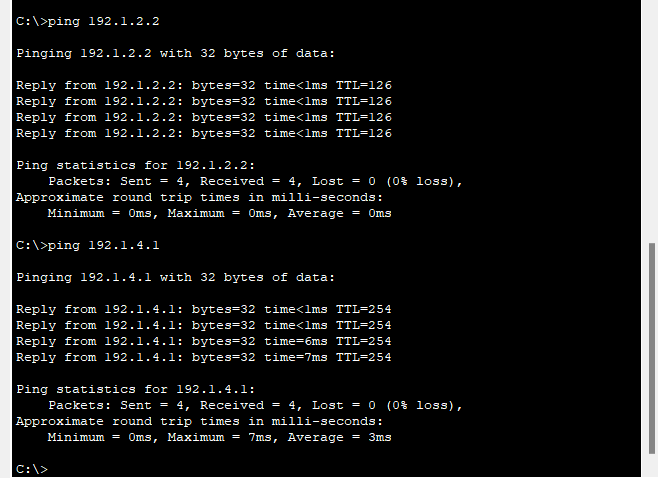 C:\>ping 192.1.2.2
Pinging 192.1.2.2 with 32 bytes of data:
Reply from 192.1.2.2: bytes=32 time<1ms TTL=126
Reply from 192.1.2.2: bytes=32 time<1ms TTL=126
Reply from 192.1.2.2: bytes=32 time<1ms TTL=126
Reply from 192.1.2.2: bytes=32 time<1ms TTL=126
Ping statistics for 192.1.2.2:
    Packets: Sent = 4, Received = 4, Lost = 0 (0% loss),
Approximate round trip times in milli-seconds:
    Minimum = 0ms, Maximum = 0ms, Average = 0ms
C:\>ping 192.1.4.1
Pinging 192.1.4.1 with 32 bytes of data:
Reply from 192.1.4.1: bytes=32 time<1ms TTL=254
Reply from 192.1.4.1: bytes=32 time<1ms TTL=254
Reply from 192.1.4.1: bytes=32 time=6ms TTL=254
Reply from 192.1.4.1: bytes=32 time=7ms TTL=254
Ping statistics for 192.1.4.1:
    Packets: Sent = 4, Received = 4, Lost = 0 (0% loss),
Approximate round trip times in milli-seconds:
    Minimum = 0ms, Maximum = 7ms, Average = 3ms
C:\>